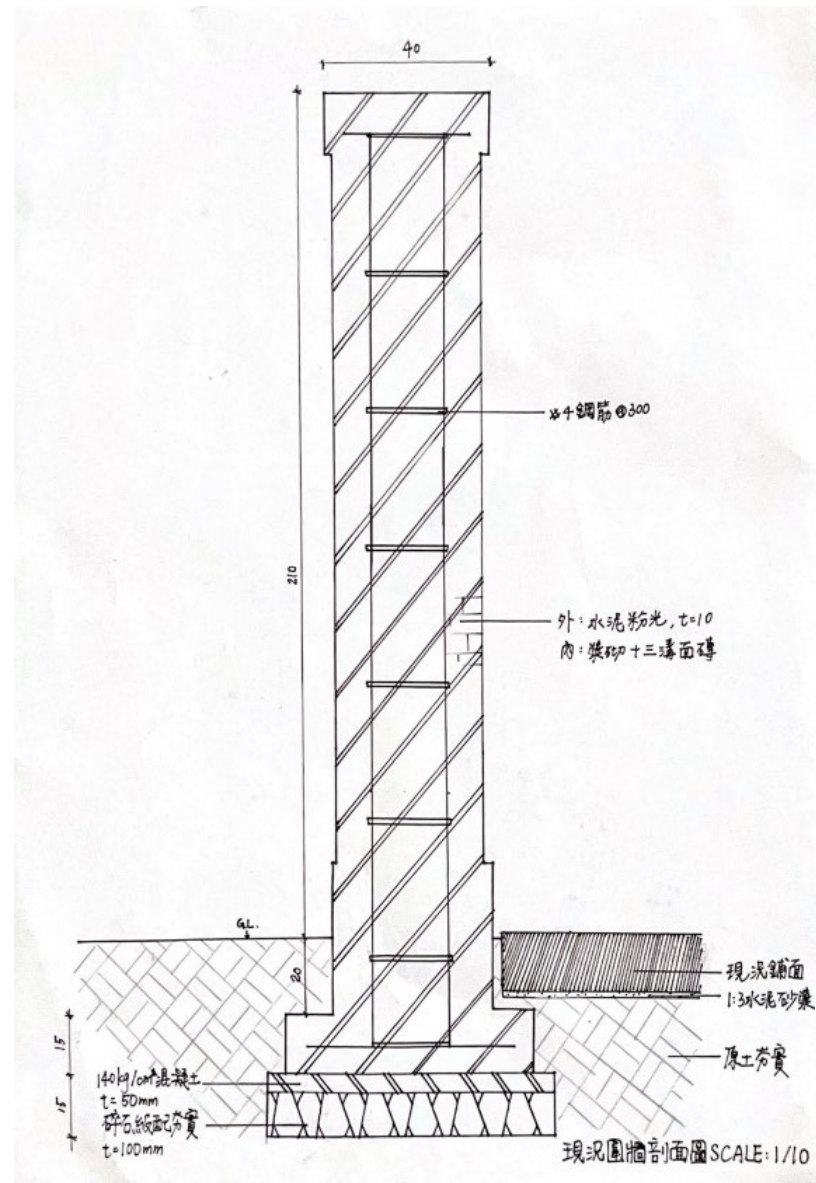 40
210
#4鋼筋@300
外:水泥粉光,t=10
內:漿砌十三溝面磚
G.L.
20
現況鋪面
1:3水泥砂漿
原土夯實
15
15
140kg/cm²混凝土
t=50mm
碎石級配夯實
t=100mm
現況圍牆剖面圖SCALE:1/10